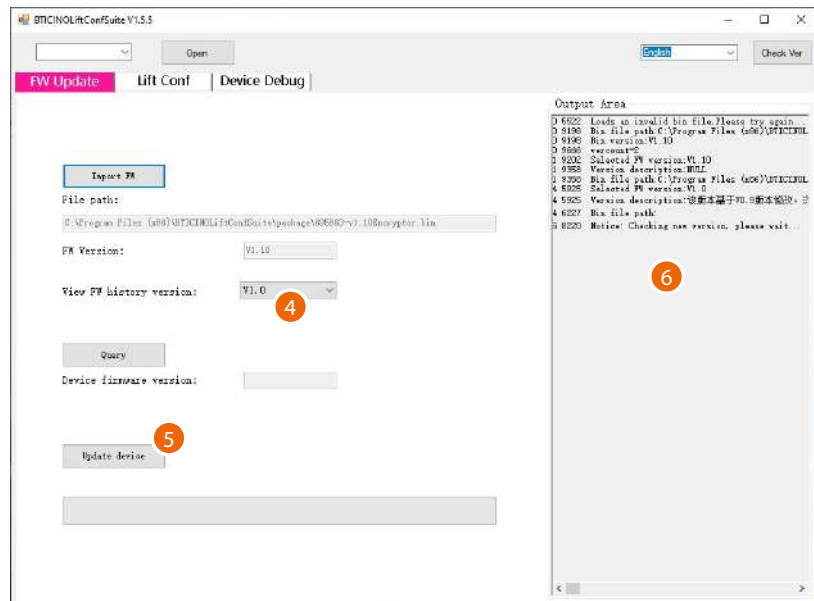 BTICINOLiftConfSuite V1.5.5
Open
English
Check Ver
FW Update
Lift Conf
Device Debug
Output Area
Import FW
File path:
FW Version:
V1.10
View FW history version:
V1.0
4
Query
Device firmware version:
5
Update device
Loads an invalid bin file.Please try again...
Bin file path:C:\Program Files (x86)\BTICINOL
Bin version:V1.10
vercount=2
Selected FW version:V1.10
Version description:NULL
Bin file path:C:\Program Files (x86)\BTICINOL
Selected FW version:V1.0
Version description:该版本基于V0.9版本修改,
Bin file path:
Notice: Checking new version, please wait...
6